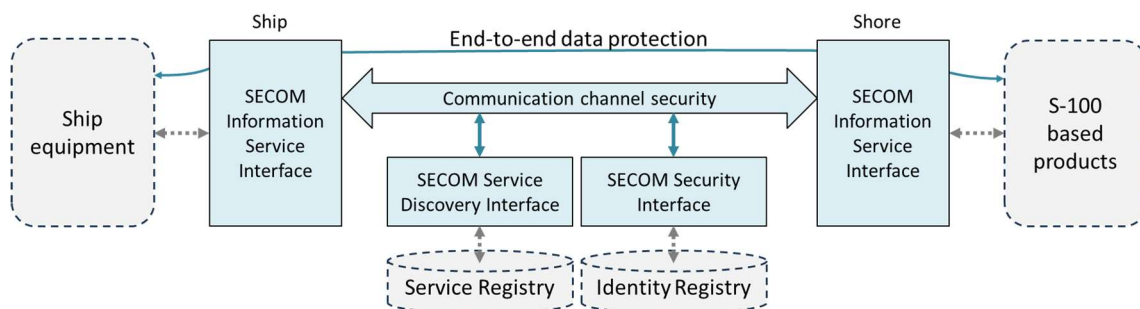 Ship
Shore
End-to-end data protection
Ship
equipment
SECOM
Information
Service
Interface
Communication channel security
SECOM
Information
Service
Interface
S-100
based
products
SECOM Service
Discovery Interface
SECOM Security
Interface
Service Registry
Identity Registry